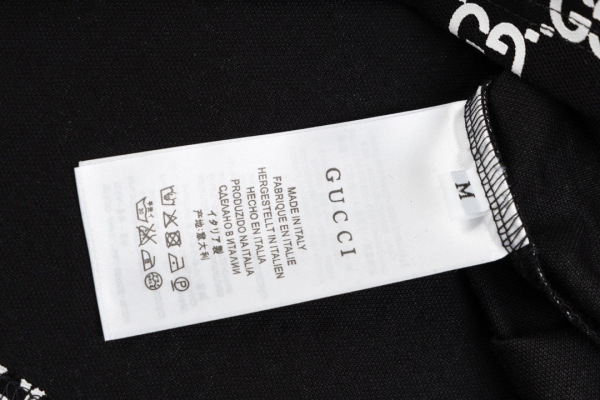 M
GUCCI
MADE IN ITALY
FABRIQUE EN ITALIE
HERGESTELLT IN ITALIEN
HECHO EN ITALIA
PRODUZIDO NA ITALIA
СДЕЛАНО В ИТАЛИИ
イタリア製
产地:意大利